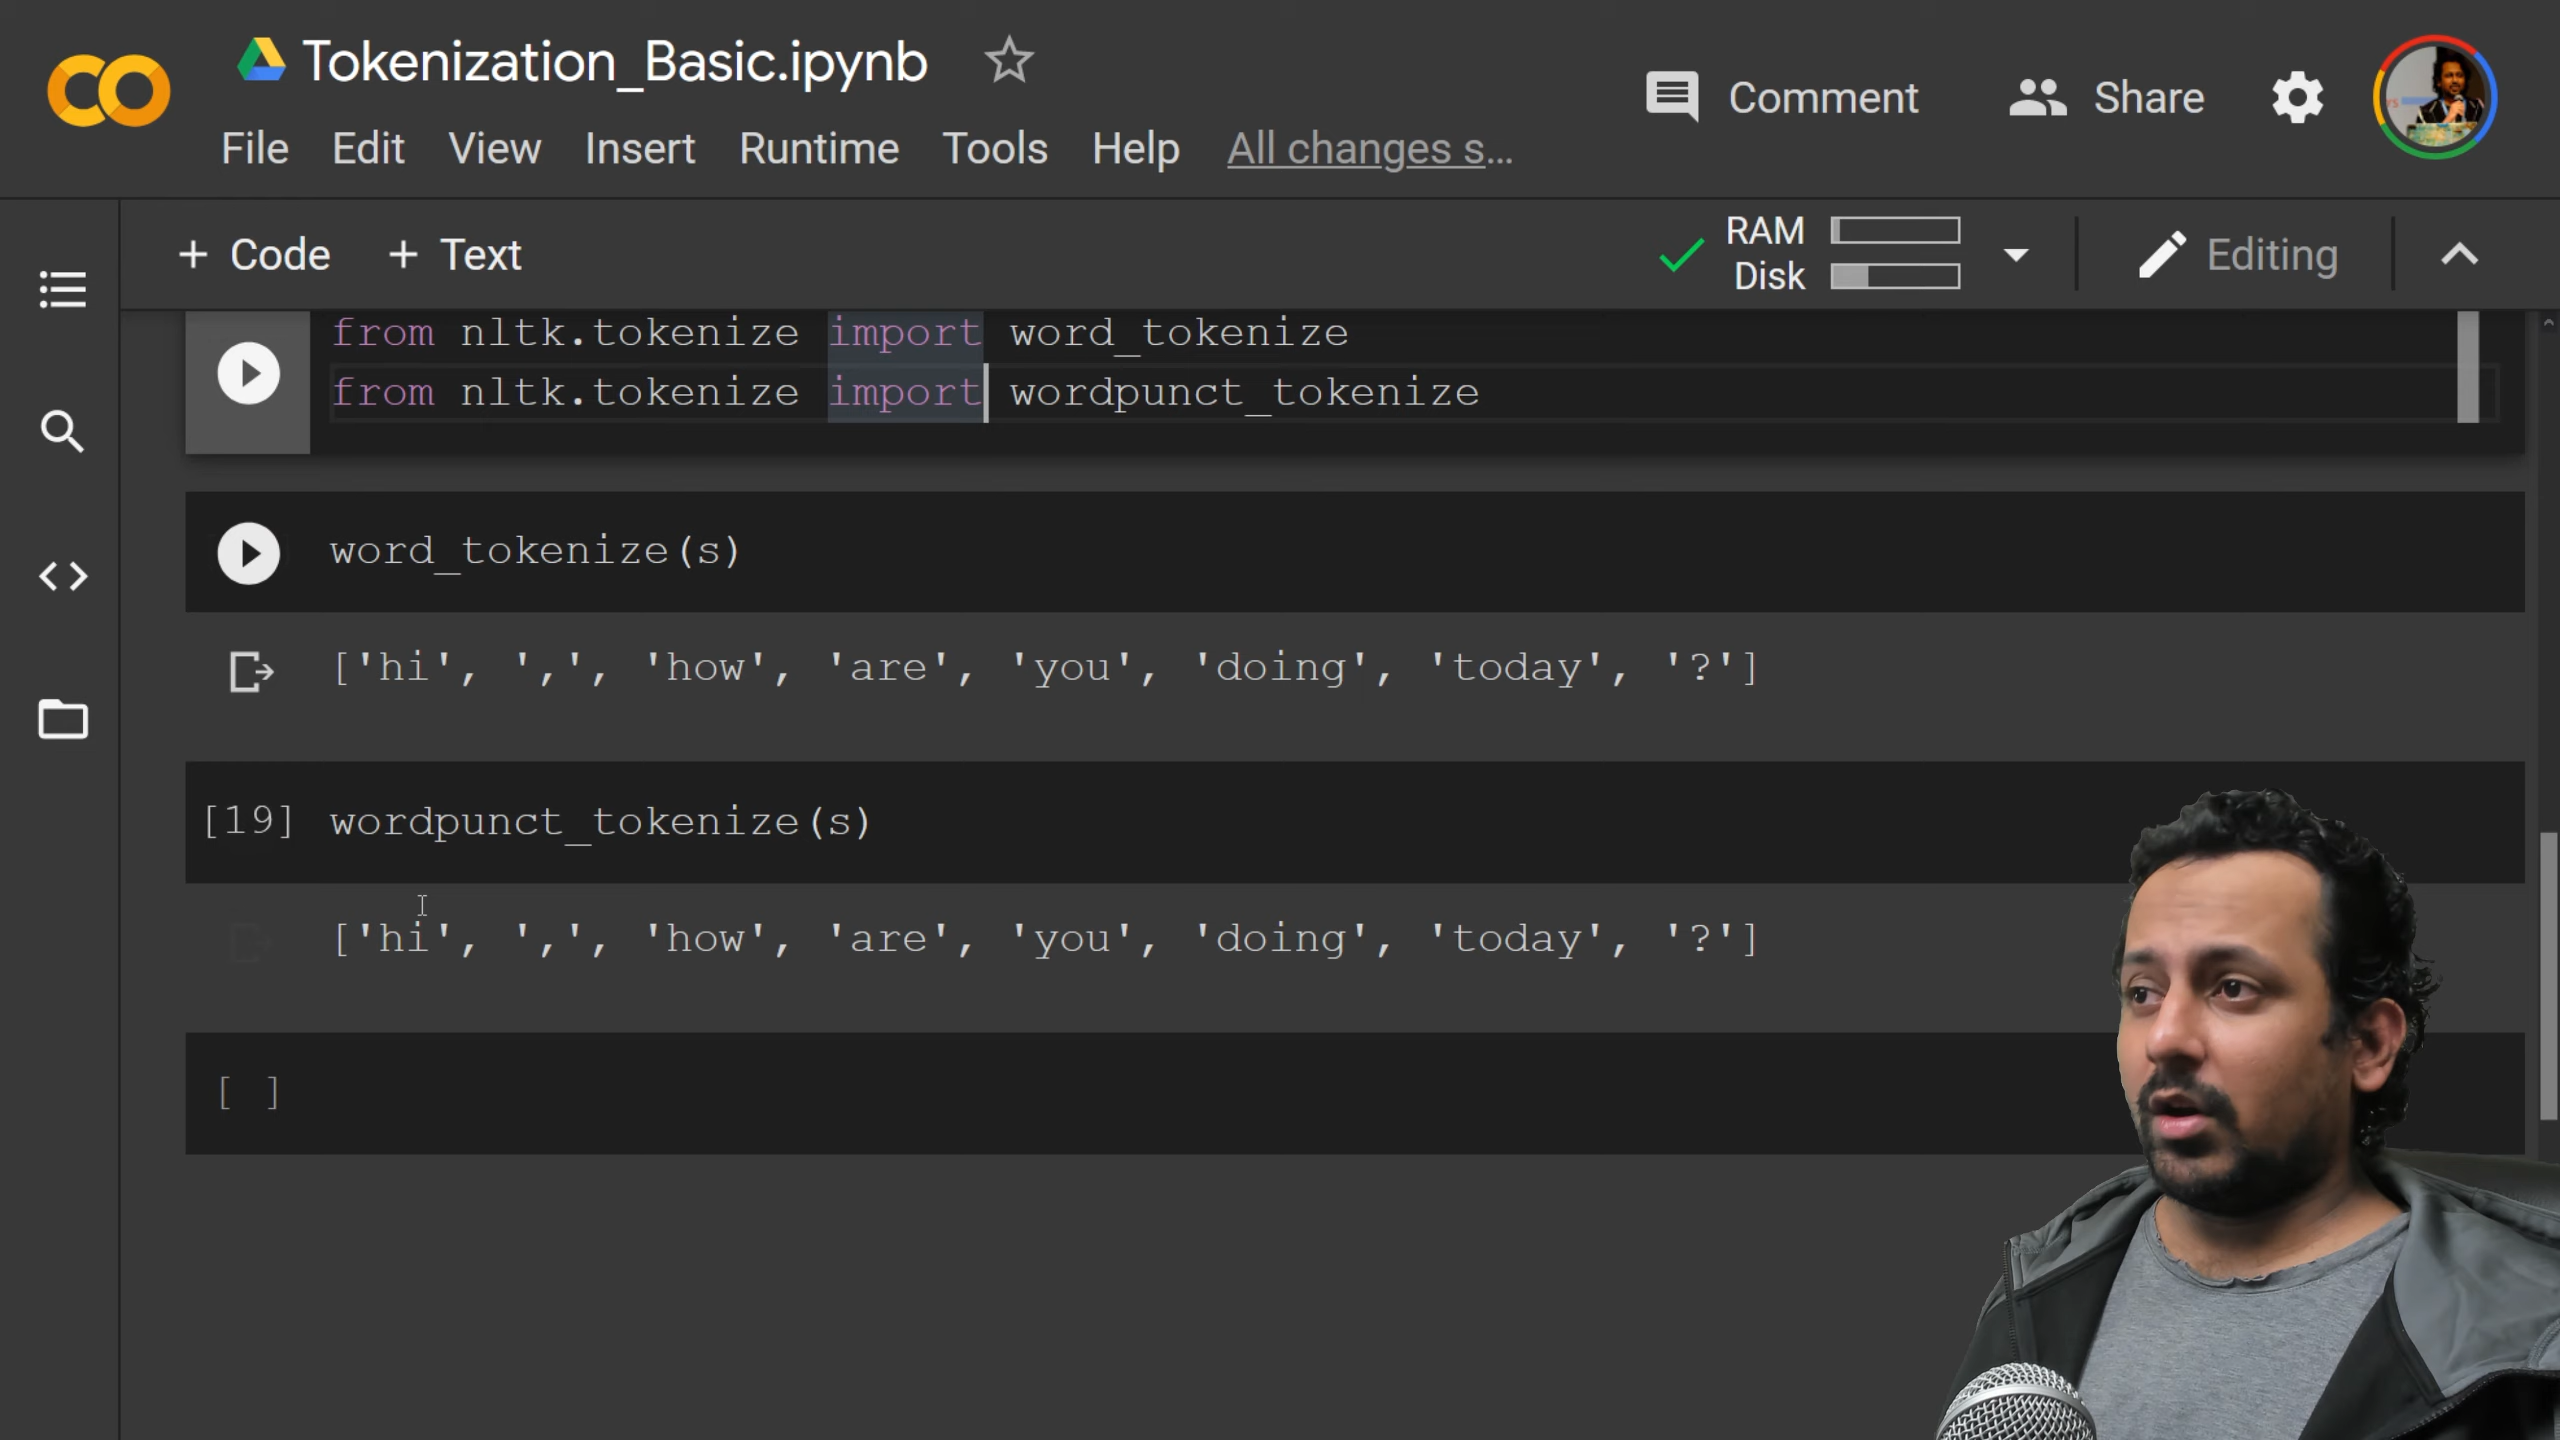 Tokenization_Basic.ipynb
Comment
Share
File Edit View Insert Runtime Tools Help All changes s...
+ Code + Text
RAM
Disk
Editing
from nltk.tokenize import word_tokenize
from nltk.tokenize import wordpunct_tokenize
word_tokenize(s)
['hi', ',', 'how', 'are', 'you', 'doing', 'today', '?']
[19] wordpunct_tokenize(s)
['hi', ',', 'how', 'are', 'you', 'doing', 'today', '?']
[ ]